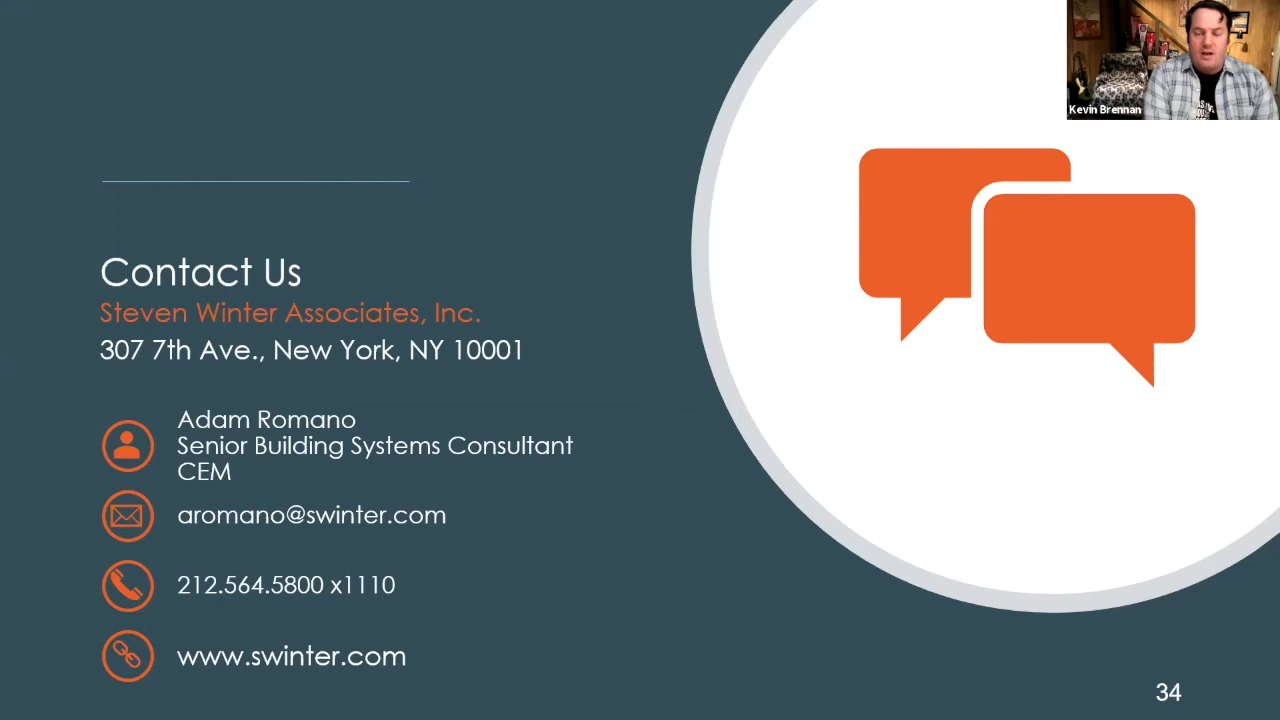 Kevin Brennan
Contact Us
Steven Winter Associates, Inc.
307 7th Ave., New York, NY 10001
Adam Romano
Senior Building Systems Consultant
CEM
aromano@swinter.com
212.564.5800 x1110
www.swinter.com
34